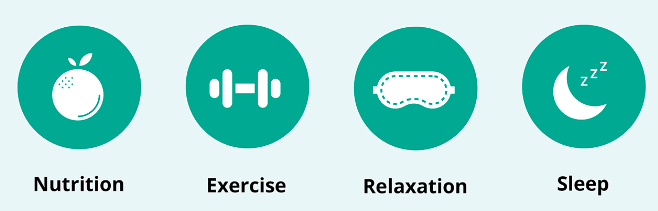 z z z
Nutrition
Exercise
Relaxation
Sleep